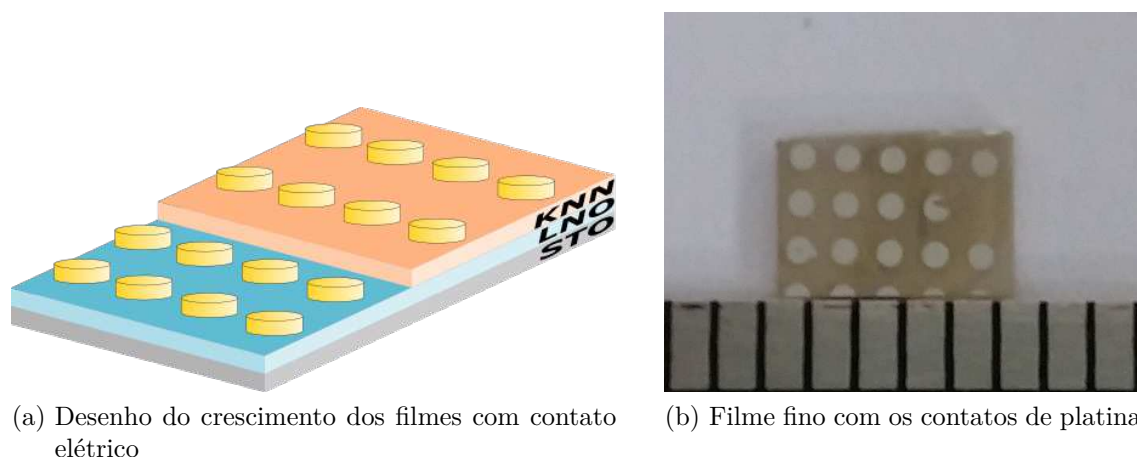 KNN
LNO
STO
(a) Desenho do crescimento dos filmes com contato
elétrico
(b) Filme fino com os contatos de platina